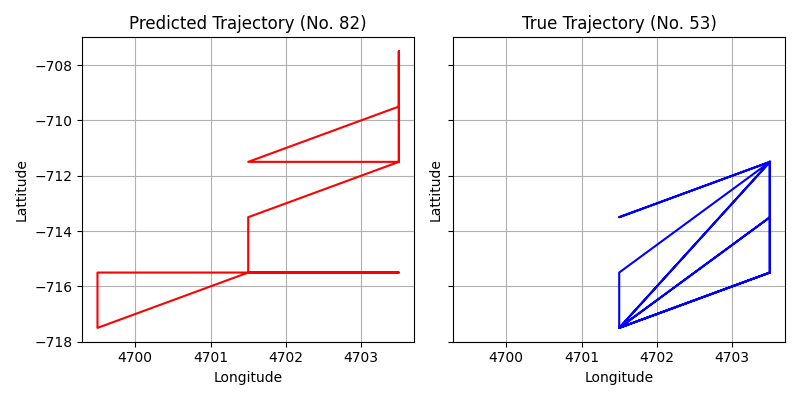 Predicted Trajectory (No. 82)
True Trajectory (No. 53)
−708
−710
−712
−714
−716
−718
Lattitude
Lattitude
4700 4701 4702 4703
4700 4701 4702 4703
Longitude
Longitude